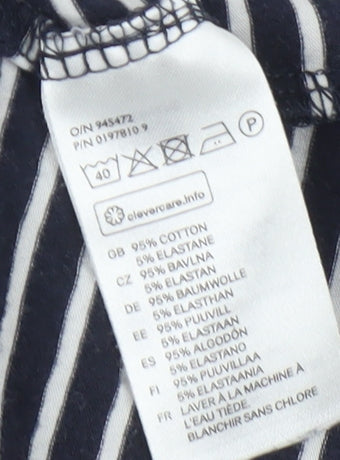 O/N 945472
P/N 0197810 9
40 P
clevercare.info
GB 95% COTTON
5% ELASTANE
CZ 95% BAVLNA
5% ELASTAN
DE 95% BAUMWOLLE
5% ELASTHAN
EE 95% PUUVILL
5% ELASTAAN
ES 95% ALGODÓN
5% ELASTANO
FI 95% PUUVILLAA
5% ELASTAANIA
FR LAVER À LA MACHINE À
L'EAU TIÈDE.
BLANCHIR SANS CHLORE